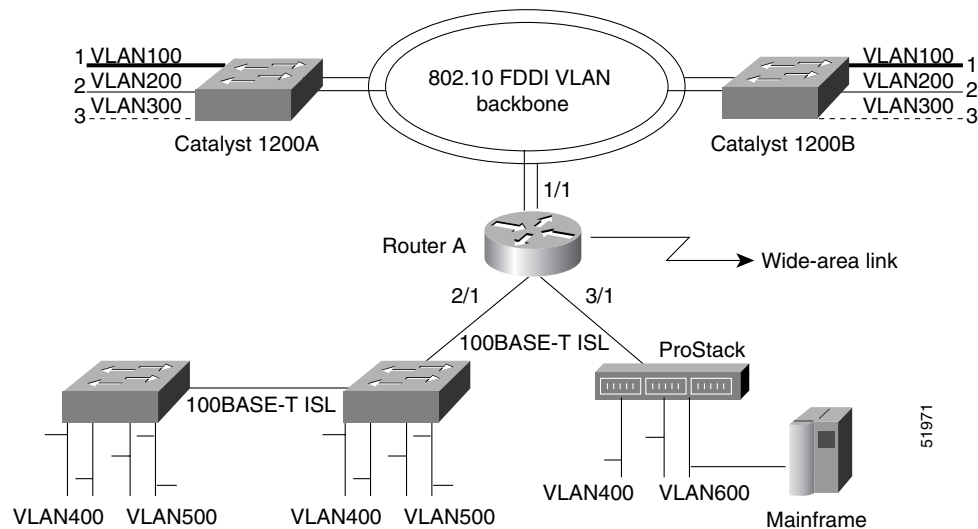 1 VLAN100
2 VLAN200
3 VLAN300
Catalyst 1200A
802.10 FDDI VLAN
backbone
VLAN100 1
VLAN200 2
VLAN300 3
Catalyst 1200B
1/1
Router A
Wide-area link
2/1
3/1
100BASE-T ISL
ProStack
100BASE-T ISL
VLAN400
VLAN500
VLAN400
VLAN500
VLAN400
VLAN600
Mainframe
51971